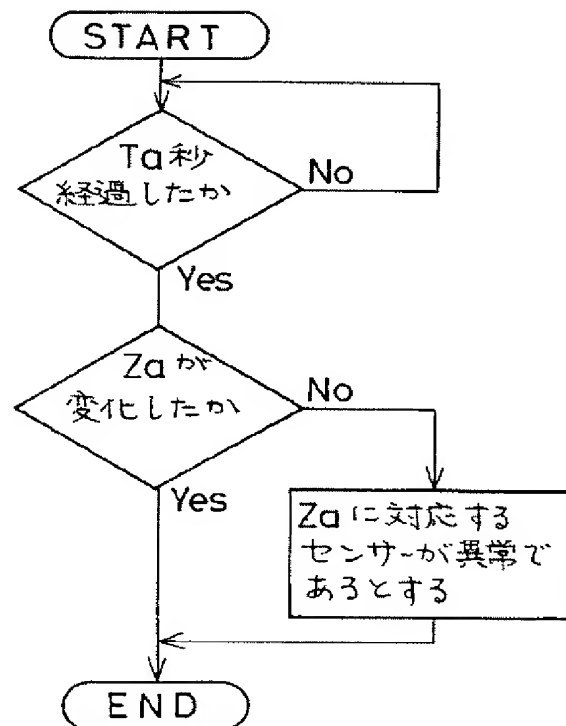 START
Ta秒
経過したか
No
Yes
Zaが
変化したか
No
Yes
Zaに対応する
センサーが異常で
あるとする
END